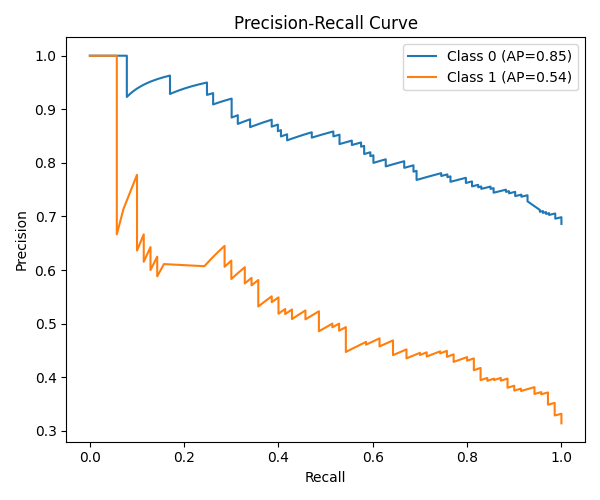 Precision-Recall Curve
Class 0 (AP=0.85)
Class 1 (AP=0.54)
Precision
1.0
0.9
0.8
0.7
0.6
0.5
0.4
0.3
0.0 0.2 0.4 0.6 0.8 1.0
Recall